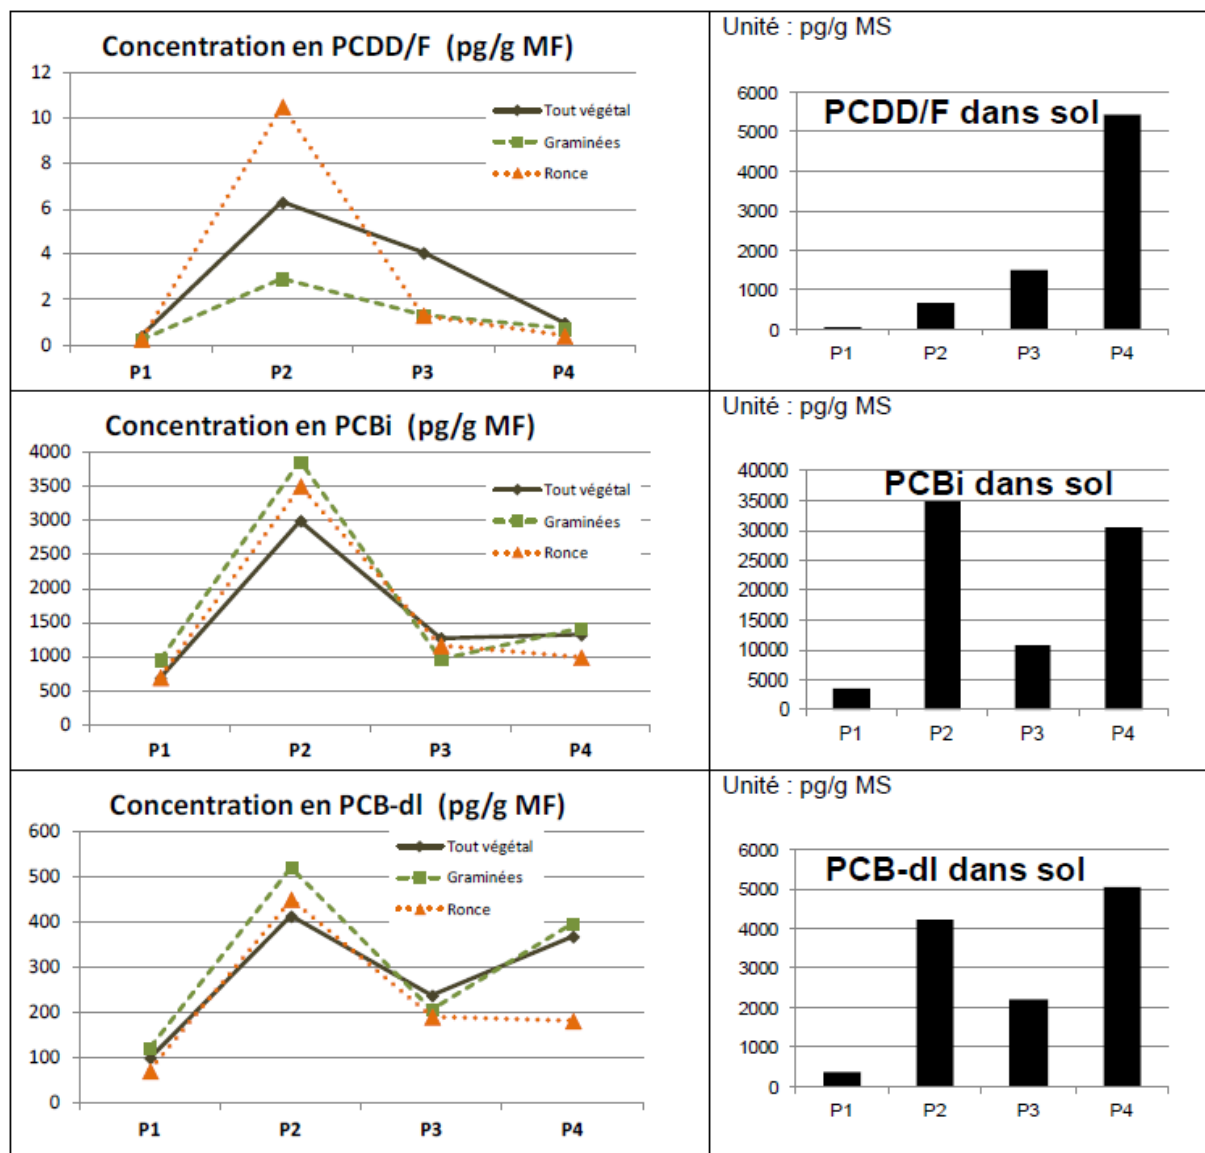 Concentration en PCDD/F (pg/g MF)
12
10
8
6
4
2
0
Tout végétal
Graminées
Ronce
P1 P2 P3 P4
Unité : pg/g MS
PCDD/F dans sol
6000
5000
4000
3000
2000
1000
0
P1 P2 P3 P4
Concentration en PCBi (pg/g MF)
4000
3500
3000
2500
2000
1500
1000
500
0
Tout végétal
Graminées
Ronce
P1 P2 P3 P4
Unité : pg/g MS
PCBi dans sol
40000
35000
30000
25000
20000
15000
10000
5000
0
P1 P2 P3 P4
Concentration en PCB-dl (pg/g MF)
600
500
400
300
200
100
0
Tout végétal
Graminées
Ronce
P1 P2 P3 P4
Unité : pg/g MS
PCB-dl dans sol
6000
5000
4000
3000
2000
1000
0
P1 P2 P3 P4